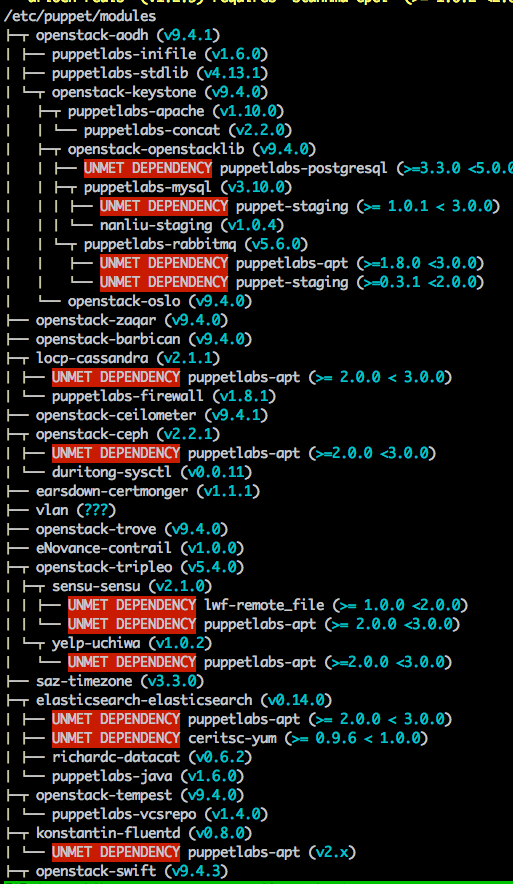 /etc/puppet/modules
├─┬ openstack-aodh (v9.4.1)
│ ├── puppetlabs-inifile (v1.6.0)
│ ├── puppetlabs-stdlib (v4.13.1)
│ └─┬ openstack-keystone (v9.4.0)
│   ├─┬ puppetlabs-apache (v1.10.0)
│   │ └── puppetlabs-concat (v2.2.0)
│   ├─┬ openstack-openstacklib (v9.4.0)
│   │ ├── UNMET DEPENDENCY puppetlabs-postgresql (>=3.3.0 <5.0
│   │ ├─┬ puppetlabs-mysql (v3.10.0)
│   │ │ ├── UNMET DEPENDENCY puppet-staging (>= 1.0.1 < 3.0.0)
│   │ │ └── nanliu-staging (v1.0.4)
│   │ └─┬ puppetlabs-rabbitmq (v5.6.0)
│   │   ├── UNMET DEPENDENCY puppetlabs-apt (>=1.8.0 <3.0.0)
│   │   └── UNMET DEPENDENCY puppet-staging (>=0.3.1 <2.0.0)
│   └── openstack-oslo (v9.4.0)
├── openstack-zaqar (v9.4.0)
├── openstack-barbican (v9.4.0)
├─┬ locp-cassandra (v2.1.1)
│ ├── UNMET DEPENDENCY puppetlabs-apt (>= 2.0.0 < 3.0.0)
│ └── puppetlabs-firewall (v1.8.1)
├── openstack-ceilometer (v9.4.1)
├─┬ openstack-ceph (v2.2.1)
│ ├── UNMET DEPENDENCY puppetlabs-apt (>=2.0.0 <3.0.0)
│ └── duritong-sysctl (v0.0.11)
├── earsdown-certmonger (v1.1.1)
├── vlan (???)
├── openstack-trove (v9.4.0)
├── eNovance-contrail (v1.0.0)
├─┬ openstack-tripleo (v5.4.0)
│ ├─┬ sensu-sensu (v2.1.0)
│ │ ├── UNMET DEPENDENCY lwf-remote_file (>= 1.0.0 <2.0.0)
│ │ └── UNMET DEPENDENCY puppetlabs-apt (>= 2.0.0 <3.0.0)
│ └─┬ yelp-uchiwa (v1.0.2)
│   └── UNMET DEPENDENCY puppetlabs-apt (>=2.0.0 <3.0.0)
├── saz-timezone (v3.3.0)
├─┬ elasticsearch-elasticsearch (v0.14.0)
│ ├── UNMET DEPENDENCY puppetlabs-apt (>= 2.0.0 < 3.0.0)
│ ├── UNMET DEPENDENCY ceritsc-yum (>= 0.9.6 < 1.0.0)
│ ├── richardc-datacat (v0.6.2)
│ └── puppetlabs-java (v1.6.0)
├─┬ openstack-tempest (v9.4.0)
│ └── puppetlabs-vcsrepo (v1.4.0)
├─┬ konstantin-fluentd (v0.8.0)
│ └── UNMET DEPENDENCY puppetlabs-apt (v2.x)
├─┬ openstack-swift (v9.4.3)